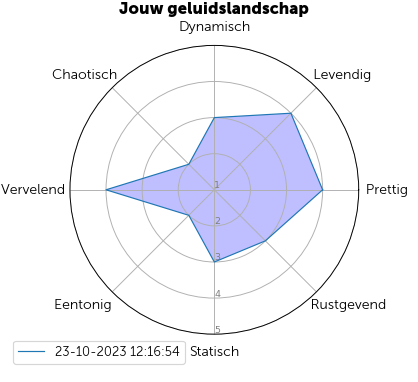 Jouw geluidslandschap
Dynamisch
Chaotisch
Levendig
Vervelend
1
Prettig
2
3
4
Eentonig
Rustgevend
5
23-10-2023 12:16:54
Statisch